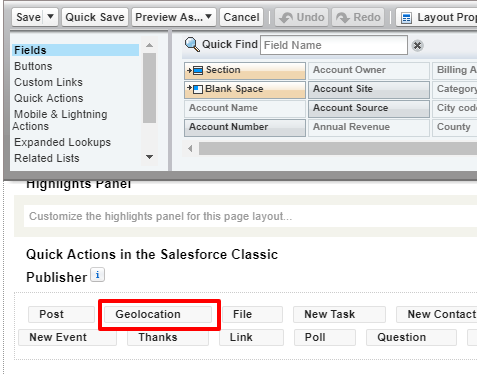 Save Quick Save Preview As... Cancel Undo Redo Layout Prop
Fields
Buttons
Custom Links
Quick Actions
Mobile & Lightning
Actions
Expanded Lookups
Related Lists
Quick Find Field Name
Section Account Owner Billing A
Blank Space Account Site Category
Account Name Account Source City code
Account Number Annual Revenue County
Highlights Panel
Customize the highlights panel for this page layout...
Quick Actions in the Salesforce Classic
Publisher i
Post Geolocation File New Task New Contact
New Event Thanks Link Poll Question